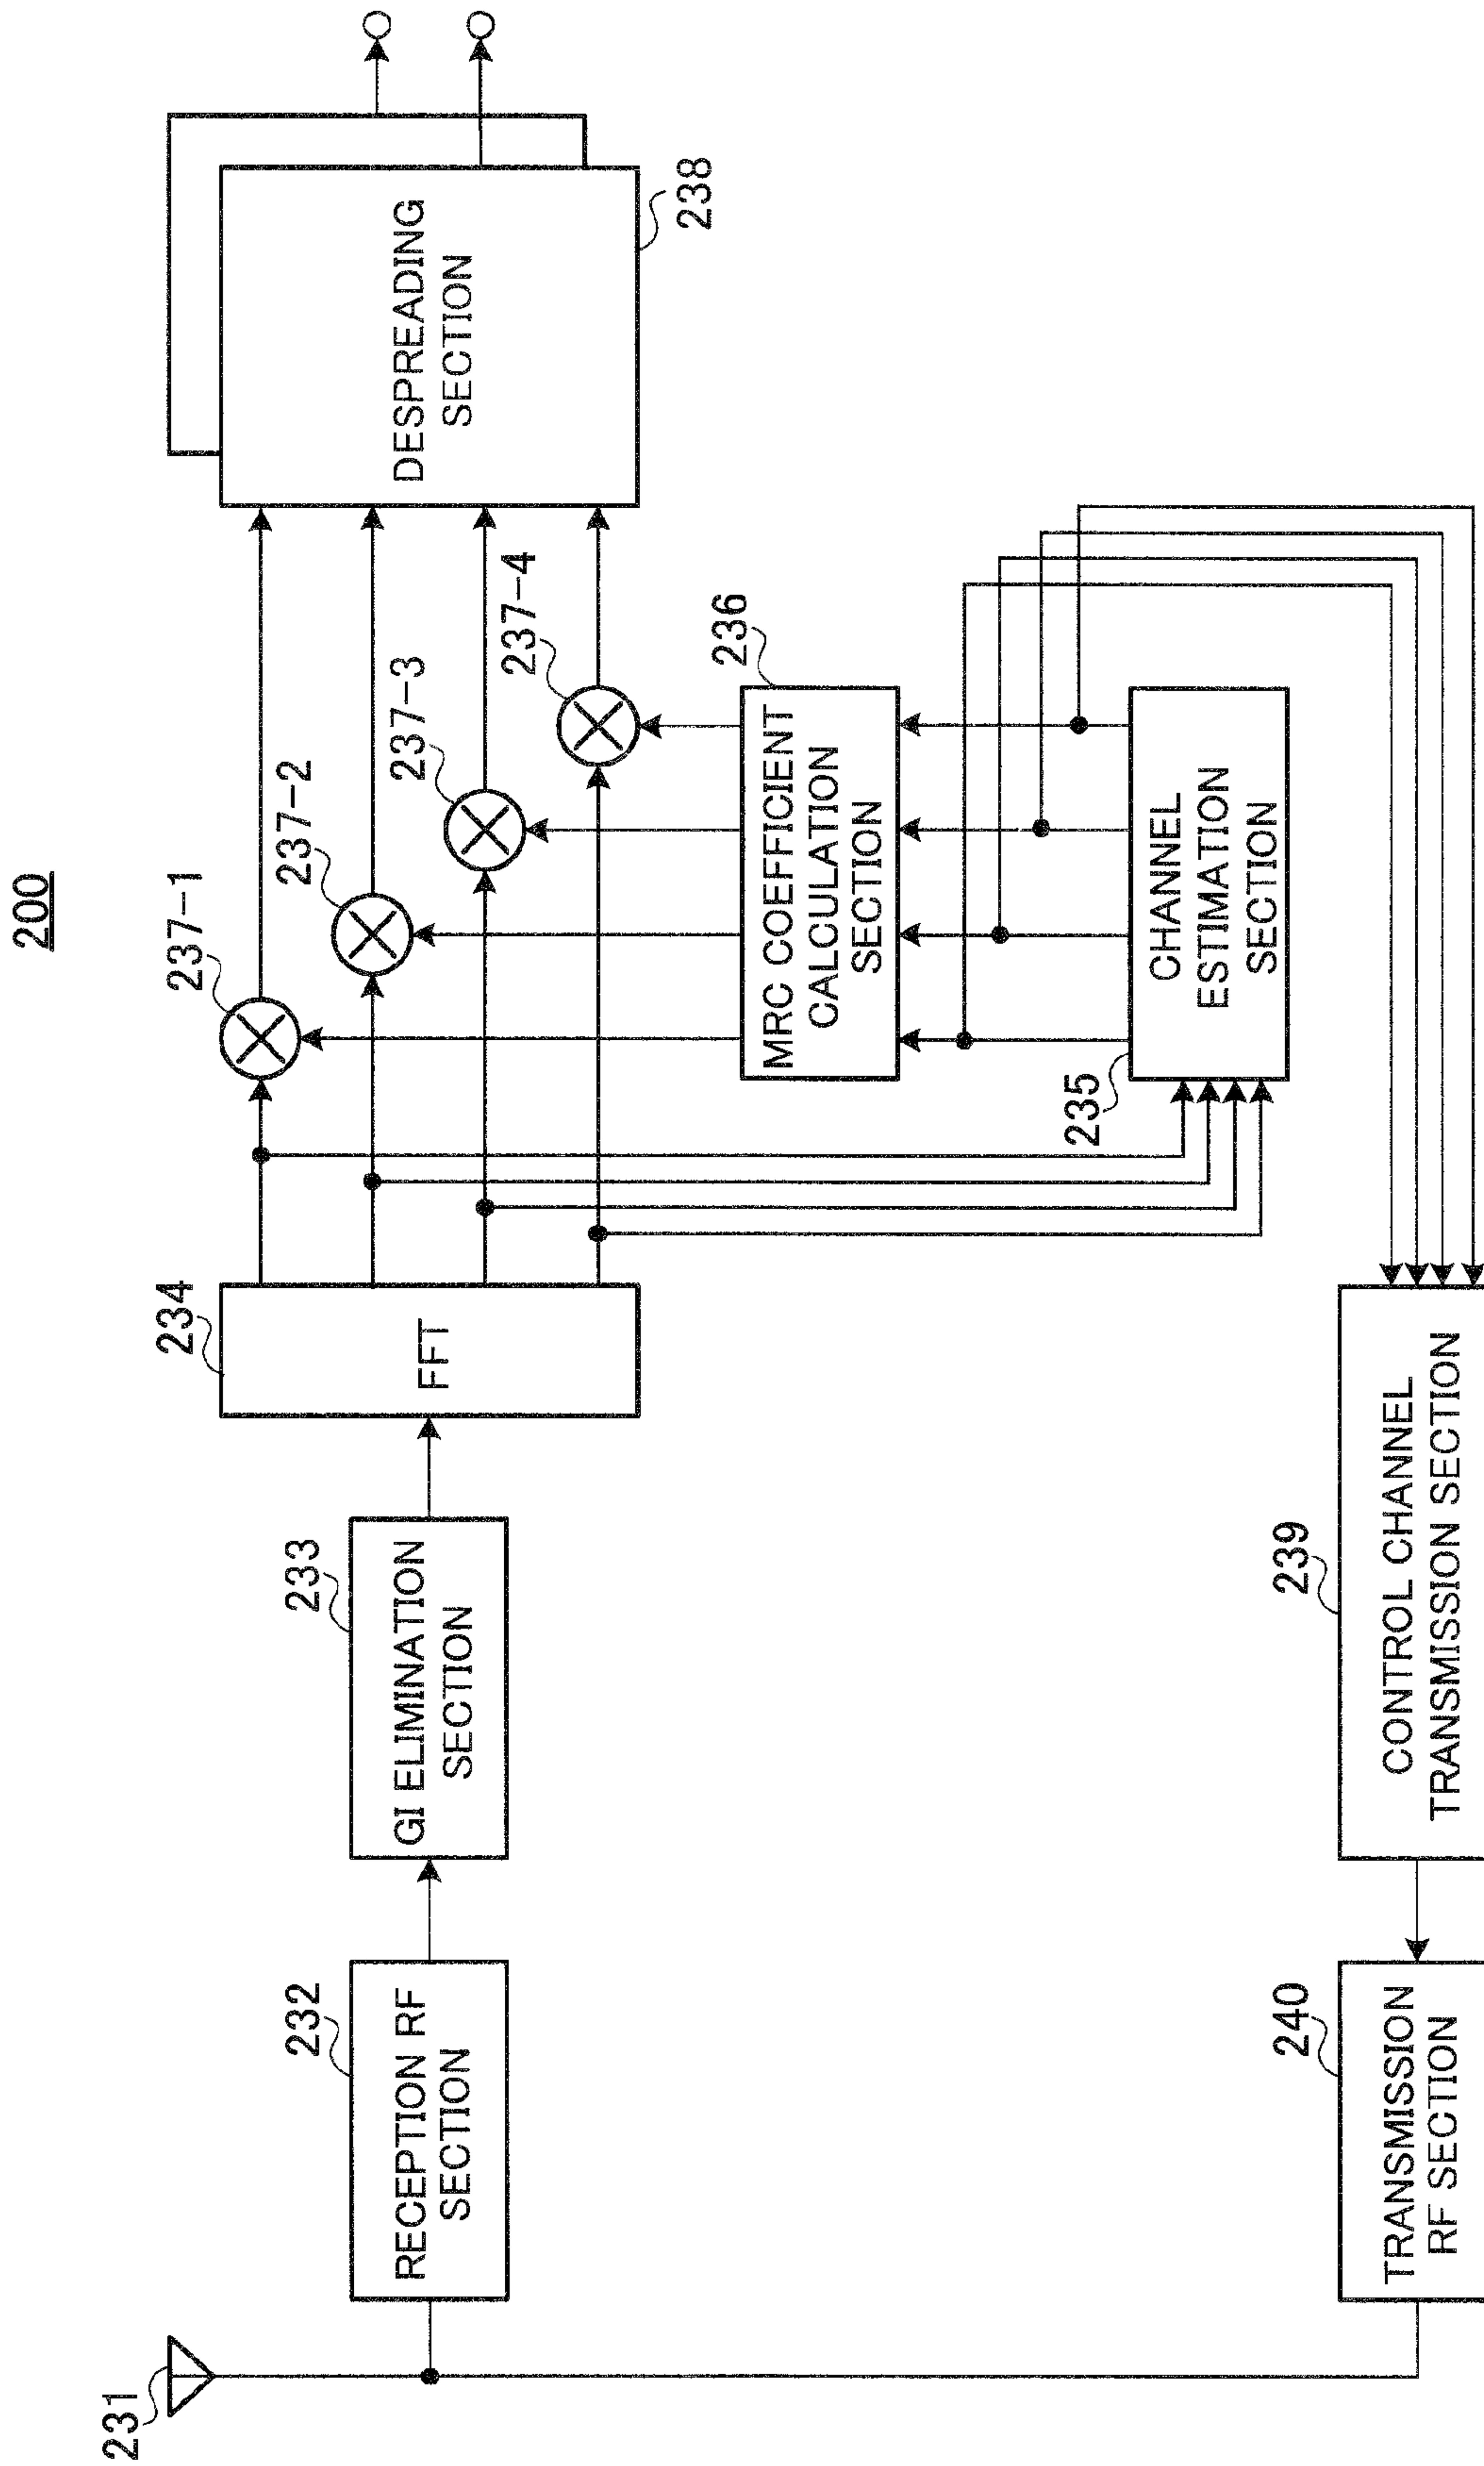 200
231
232
RECEPTION RF
SECTION
233
GI ELIMINATION
SECTION
234
FFT
237-1
237-2
237-3
237-4
DESPREADING
SECTION
238
236
MRC COEFFICIENT
CALCULATION
SECTION
235
CHANNEL
ESTIMATION
SECTION
240
TRANSMISSION
RF SECTION
239
CONTROL CHANNEL
TRANSMISSION SECTION